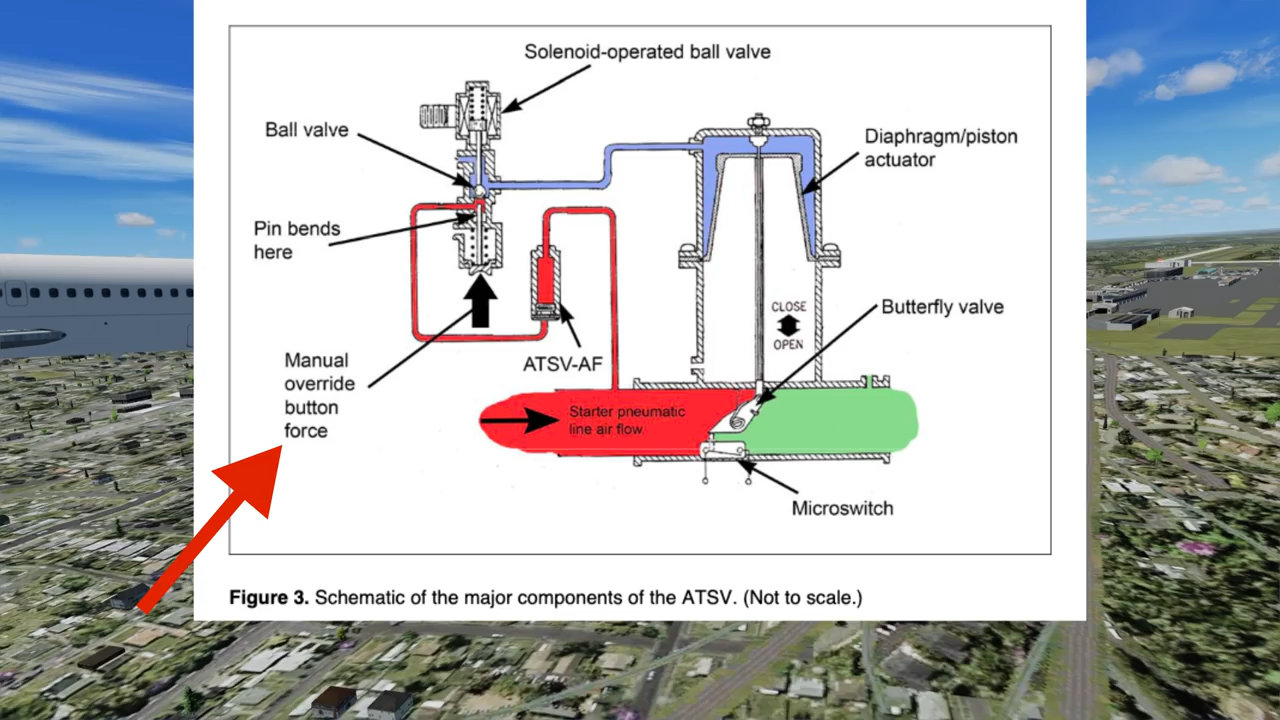 Solenoid-operated ball valve
Ball valve
Diaphragm/piston
actuator
Pin bends
here
Butterfly valve
CLOSE
OPEN
ATSV-AF
Manual
override
button
force
Starter pneumatic
line air flow
Microswitch
Figure 3. Schematic of the major components of the ATSV. (Not to scale.)